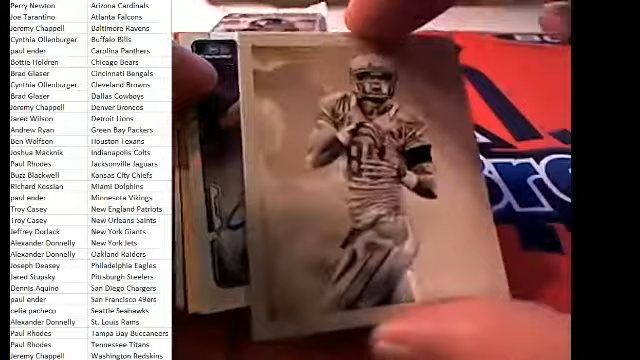 Perry Newton Arizona Cardinals
Joe Tarantino Atlanta Falcons
Jeremy Chappell Baltimore Ravens
Cynthia Ollenburger Buffalo Bills
paul ender Carolina Panthers
Bottie Holdren Chicago Bears
Brad Glaser Cincinnati Bengals
Cynthia Ollenburger Cleveland Browns
Brad Glaser Dallas Cowboys
Jeremy Chappell Denver Broncos
Jared Wilson Detroit Lions
Andrew Ryan Green Bay Packers
Ben Wolfson Houston Texans
Joshua Macknik Indianapolis Colts
Paul Rhodes Jacksonville Jaguars
Buzz Blackwell Kansas City Chiefs
Richard Kossian Miami Dolphins
paul ender Minnesota Vikings
Troy Casey New England Patriots
Troy Casey New Orleans Saints
Jeffrey Dorlack New York Giants
Alexander Donnelly New York Jets
Alexander Donnelly Oakland Raiders
Joseph Deasey Philadelphia Eagles
Jared Stupsky Pittsburgh Steelers
Dennis Aquino San Diego Chargers
paul ender San Francisco 49ers
celia pacheco Seattle Seahawks
Alexander Donnelly St. Louis Rams
Paul Rhodes Tampa Bay Buccaneers
Paul Rhodes Tennessee Titans
Jeremy Chappell Washington Redskins